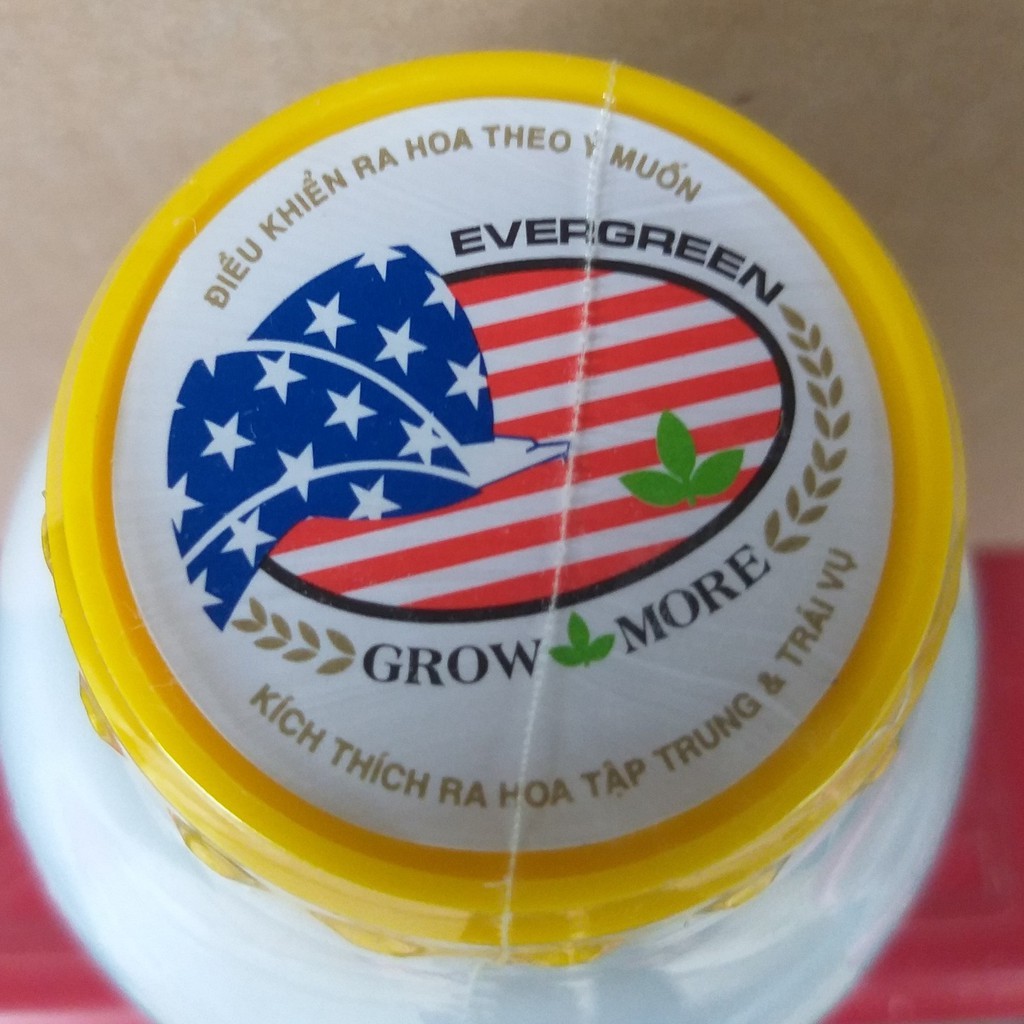 ĐIỀU KHIỂN RA HOA THEO Ý MUỐN
EVERGREEN
GROW MORE
KÍCH THÍCH RA HOA TẬP TRUNG & TRÁI VỤ